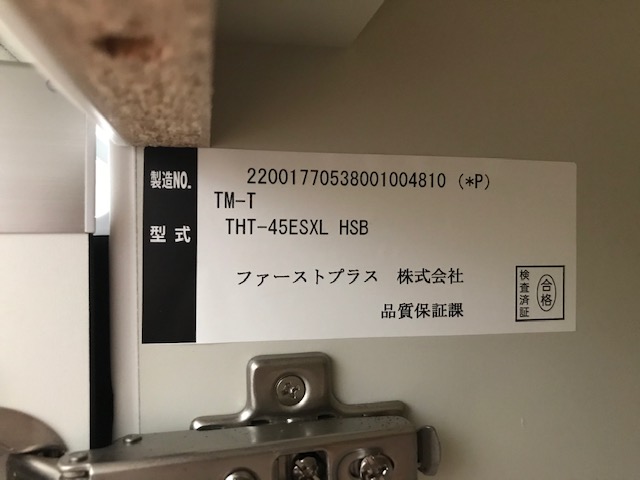 製造NO. 22001770538001004810 (*P)
TM-T
型式 THT-45ESXL HSB
ファーストプラス 株式会社
品質保証課
検査済証 合格